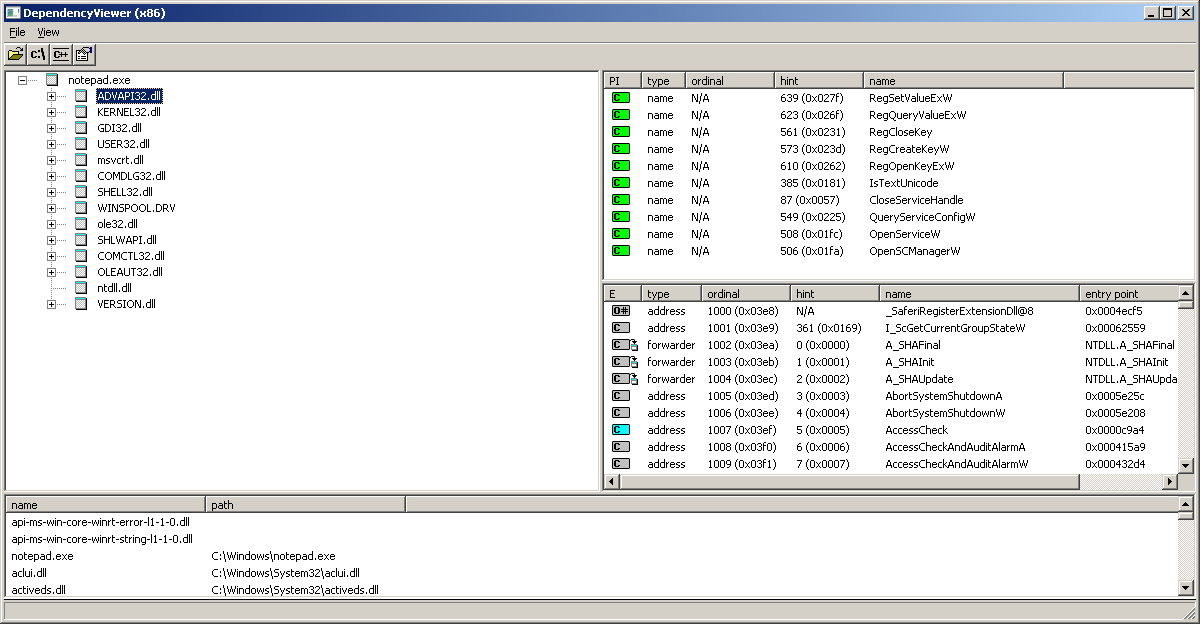 DependencyViewer (x86)
File View
C:\ C++
notepad.exe
ADVAPI32.dll
KERNEL32.dll
GDI32.dll
USER32.dll
msvcrt.dll
COMDLG32.dll
SHELL32.dll
WINSPOOL.DRV
ole32.dll
SHLWAPI.dll
COMCTL32.dll
OLEAUT32.dll
ntdll.dll
VERSION.dll
PI type ordinal hint name
C name N/A 639 (0x027f) RegSetValueExW
C name N/A 623 (0x026f) RegQueryValueExW
C name N/A 561 (0x0231) RegCloseKey
C name N/A 573 (0x023d) RegCreateKeyW
C name N/A 610 (0x0262) RegOpenKeyExW
C name N/A 385 (0x0181) IsTextUnicode
C name N/A 87 (0x0057) CloseServiceHandle
C name N/A 549 (0x0225) QueryServiceConfigW
C name N/A 508 (0x01fc) OpenServiceW
C name N/A 506 (0x01fa) OpenSCManagerW
E type ordinal hint name entry point
O# address 1000 (0x03e8) N/A _SaferiRegisterExtensionDll@8 0x0004ecf5
C address 1001 (0x03e9) 361 (0x0169) I_ScGetCurrentGroupStateW 0x00062559
C forwarder 1002 (0x03ea) 0 (0x0000) A_SHAFinal NTDLL.A_SHAFinal
C forwarder 1003 (0x03eb) 1 (0x0001) A_SHAInit NTDLL.A_SHAInit
C forwarder 1004 (0x03ec) 2 (0x0002) A_SHAUpdate NTDLL.A_SHAUpda
C address 1005 (0x03ed) 3 (0x0003) AbortSystemShutdownA 0x0005e25c
C address 1006 (0x03ee) 4 (0x0004) AbortSystemShutdownW 0x0005e208
C address 1007 (0x03ef) 5 (0x0005) AccessCheck 0x0000c9a4
C address 1008 (0x03f0) 6 (0x0006) AccessCheckAndAuditAlarmA 0x000415a9
C address 1009 (0x03f1) 7 (0x0007) AccessCheckAndAuditAlarmW 0x000432d4
name path
api-ms-win-core-winrt-error-l1-1-0.dll
api-ms-win-core-winrt-string-l1-1-0.dll
notepad.exe C:\Windows\notepad.exe
aclui.dll C:\Windows\System32\aclui.dll
activeds.dll C:\Windows\System32\activeds.dll